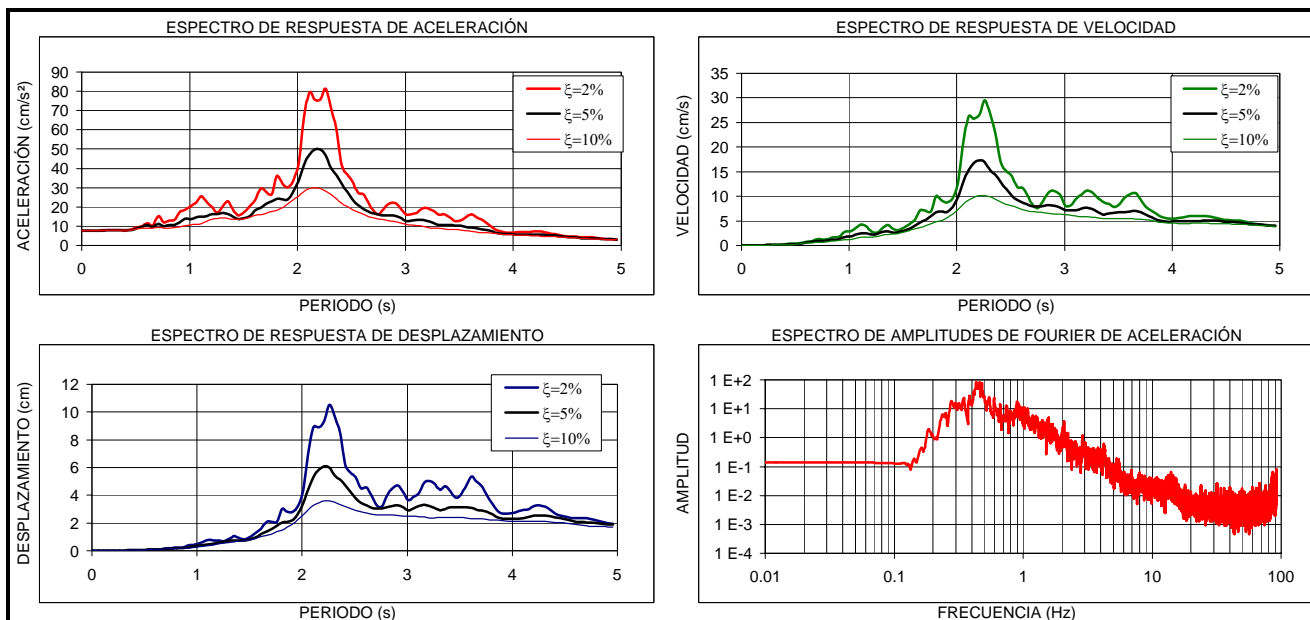 ESPECTRO DE RESPUESTA DE ACELERACIÓN
ACELERACIÓN (cm/s²)
90
80
70
60
50
40
30
20
10
0
0 1 2 3 4 5
PERIODO (s)
ξ=2%
ξ=5%
ξ=10%
ESPECTRO DE RESPUESTA DE VELOCIDAD
VELOCIDAD (cm/s)
35
30
25
20
15
10
5
0
0 1 2 3 4 5
PERIODO (s)
ξ=2%
ξ=5%
ξ=10%
ESPECTRO DE RESPUESTA DE DESPLAZAMIENTO
DESPLAZAMIENTO (cm)
12
10
8
6
4
2
0
0 1 2 3 4 5
PERIODO (s)
ξ=2%
ξ=5%
ξ=10%
ESPECTRO DE AMPLITUDES DE FOURIER DE ACELERACIÓN
AMPLITUD
1 E+2
1 E+1
1 E+0
1 E-1
1 E-2
1 E-3
1 E-4
0.01 0.1 1 10 100
FRECUENCIA (Hz)